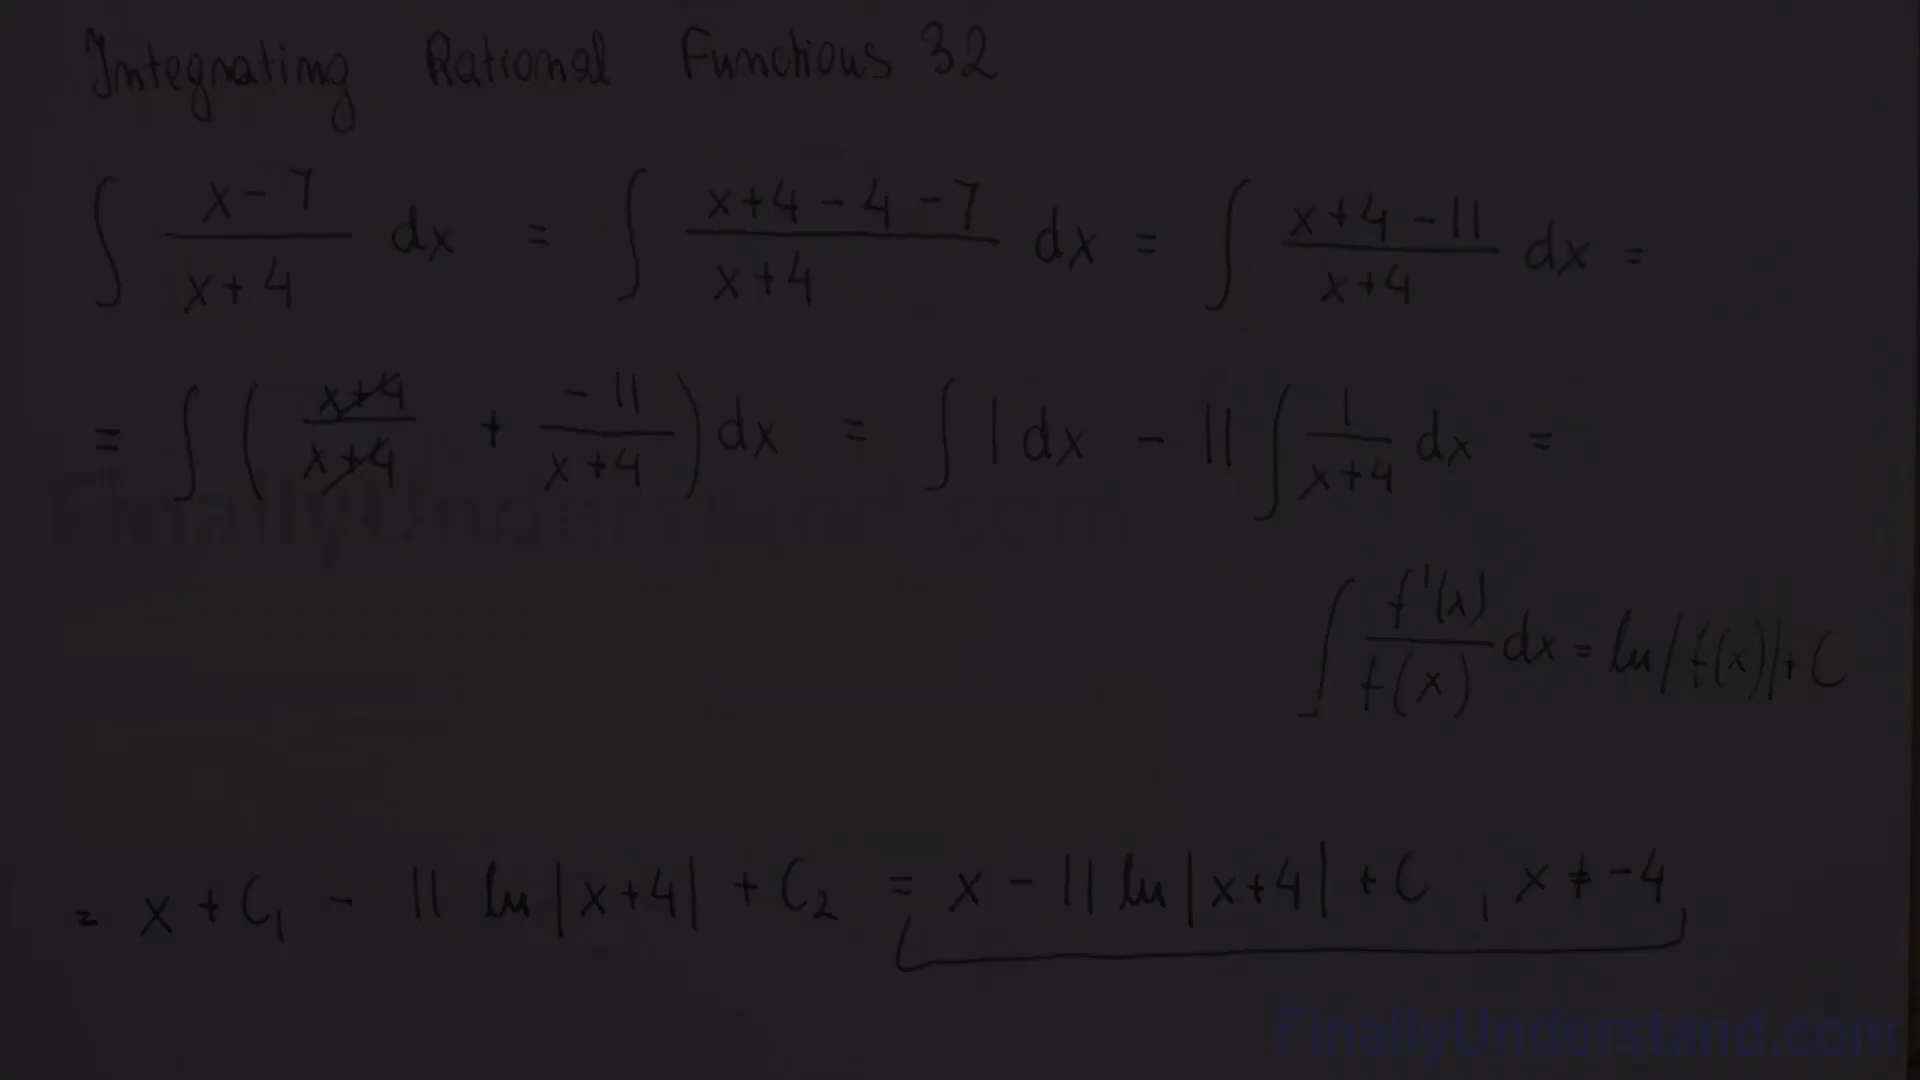 Integrating Rational Functions 32
∫ (x-7)/(x+4) dx = ∫ (x+4-4-7)/(x+4) dx = ∫ (x+4-11)/(x+4) dx =
= ∫ ( (x+4)/(x+4) + (-11)/(x+4) ) dx = ∫ 1 dx - 11 ∫ 1/(x+4) dx =
∫ f'(x)/f(x) dx = ln|f(x)| + C
= x + C₁ - 11 ln|x+4| + C₂ = x - 11 ln|x+4| + C , x ≠ -4
FinallyUnderstand.com